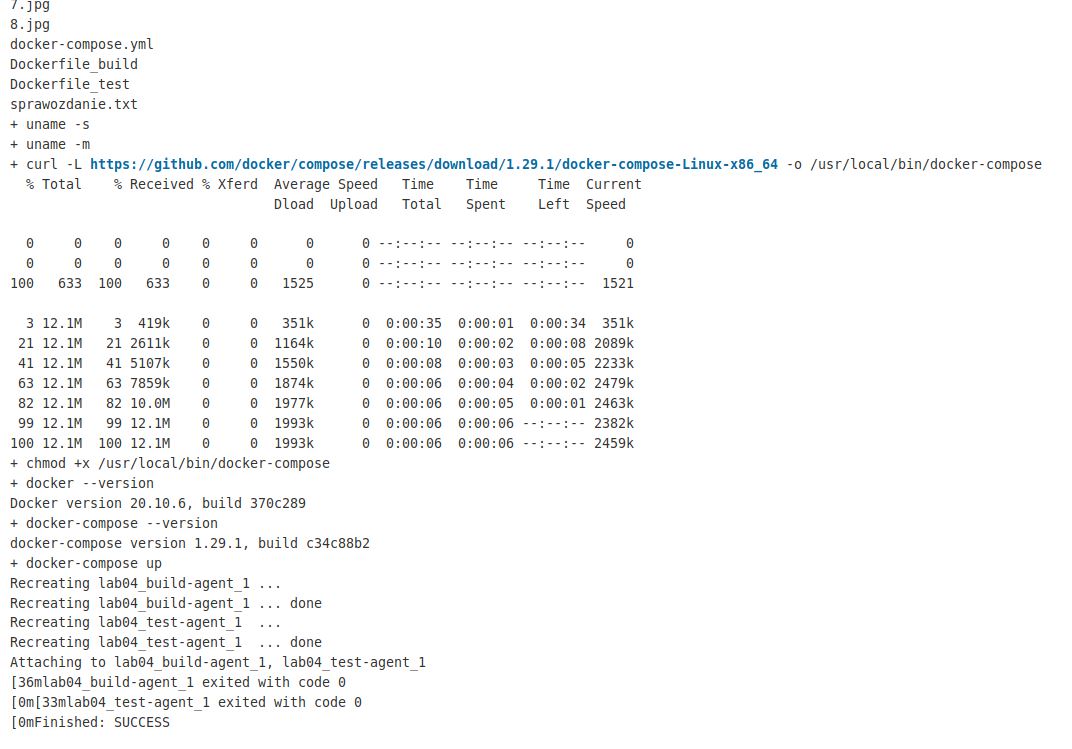 7.jpg
8.jpg
docker-compose.yml
Dockerfile_build
Dockerfile_test
sprawozdanie.txt
+ uname -s
+ uname -m
+ curl -L https://github.com/docker/compose/releases/download/1.29.1/docker-compose-Linux-x86_64 -o /usr/local/bin/docker-compose
  % Total    % Received % Xferd  Average Speed   Time    Time     Time  Current
                                 Dload  Upload   Total   Spent    Left  Speed
  0     0    0     0    0     0      0      0 --:--:-- --:--:-- --:--:--     0
  0     0    0     0    0     0      0      0 --:--:-- --:--:-- --:--:--     0
100   633  100   633    0     0   1525      0 --:--:-- --:--:-- --:--:--  1521
  3 12.1M    3  419k    0     0   351k      0  0:00:35  0:00:01  0:00:34  351k
 21 12.1M   21 2611k    0     0  1164k      0  0:00:10  0:00:02  0:00:08 2089k
 41 12.1M   41 5107k    0     0  1550k      0  0:00:08  0:00:03  0:00:05 2233k
 63 12.1M   63 7859k    0     0  1874k      0  0:00:06  0:00:04  0:00:02 2479k
 82 12.1M   82 10.0M    0     0  1977k      0  0:00:06  0:00:05  0:00:01 2463k
 99 12.1M   99 12.1M    0     0  1993k      0  0:00:06  0:00:06 --:--:-- 2382k
100 12.1M  100 12.1M    0     0  1993k      0  0:00:06  0:00:06 --:--:-- 2459k
+ chmod +x /usr/local/bin/docker-compose
+ docker --version
Docker version 20.10.6, build 370c289
+ docker-compose --version
docker-compose version 1.29.1, build c34c88b2
+ docker-compose up
Recreating lab04_build-agent_1 ...
Recreating lab04_build-agent_1 ... done
Recreating lab04_test-agent_1  ...
Recreating lab04_test-agent_1  ... done
Attaching to lab04_build-agent_1, lab04_test-agent_1
[36mlab04_build-agent_1 exited with code 0
[0m[33mlab04_test-agent_1 exited with code 0
[0mFinished: SUCCESS